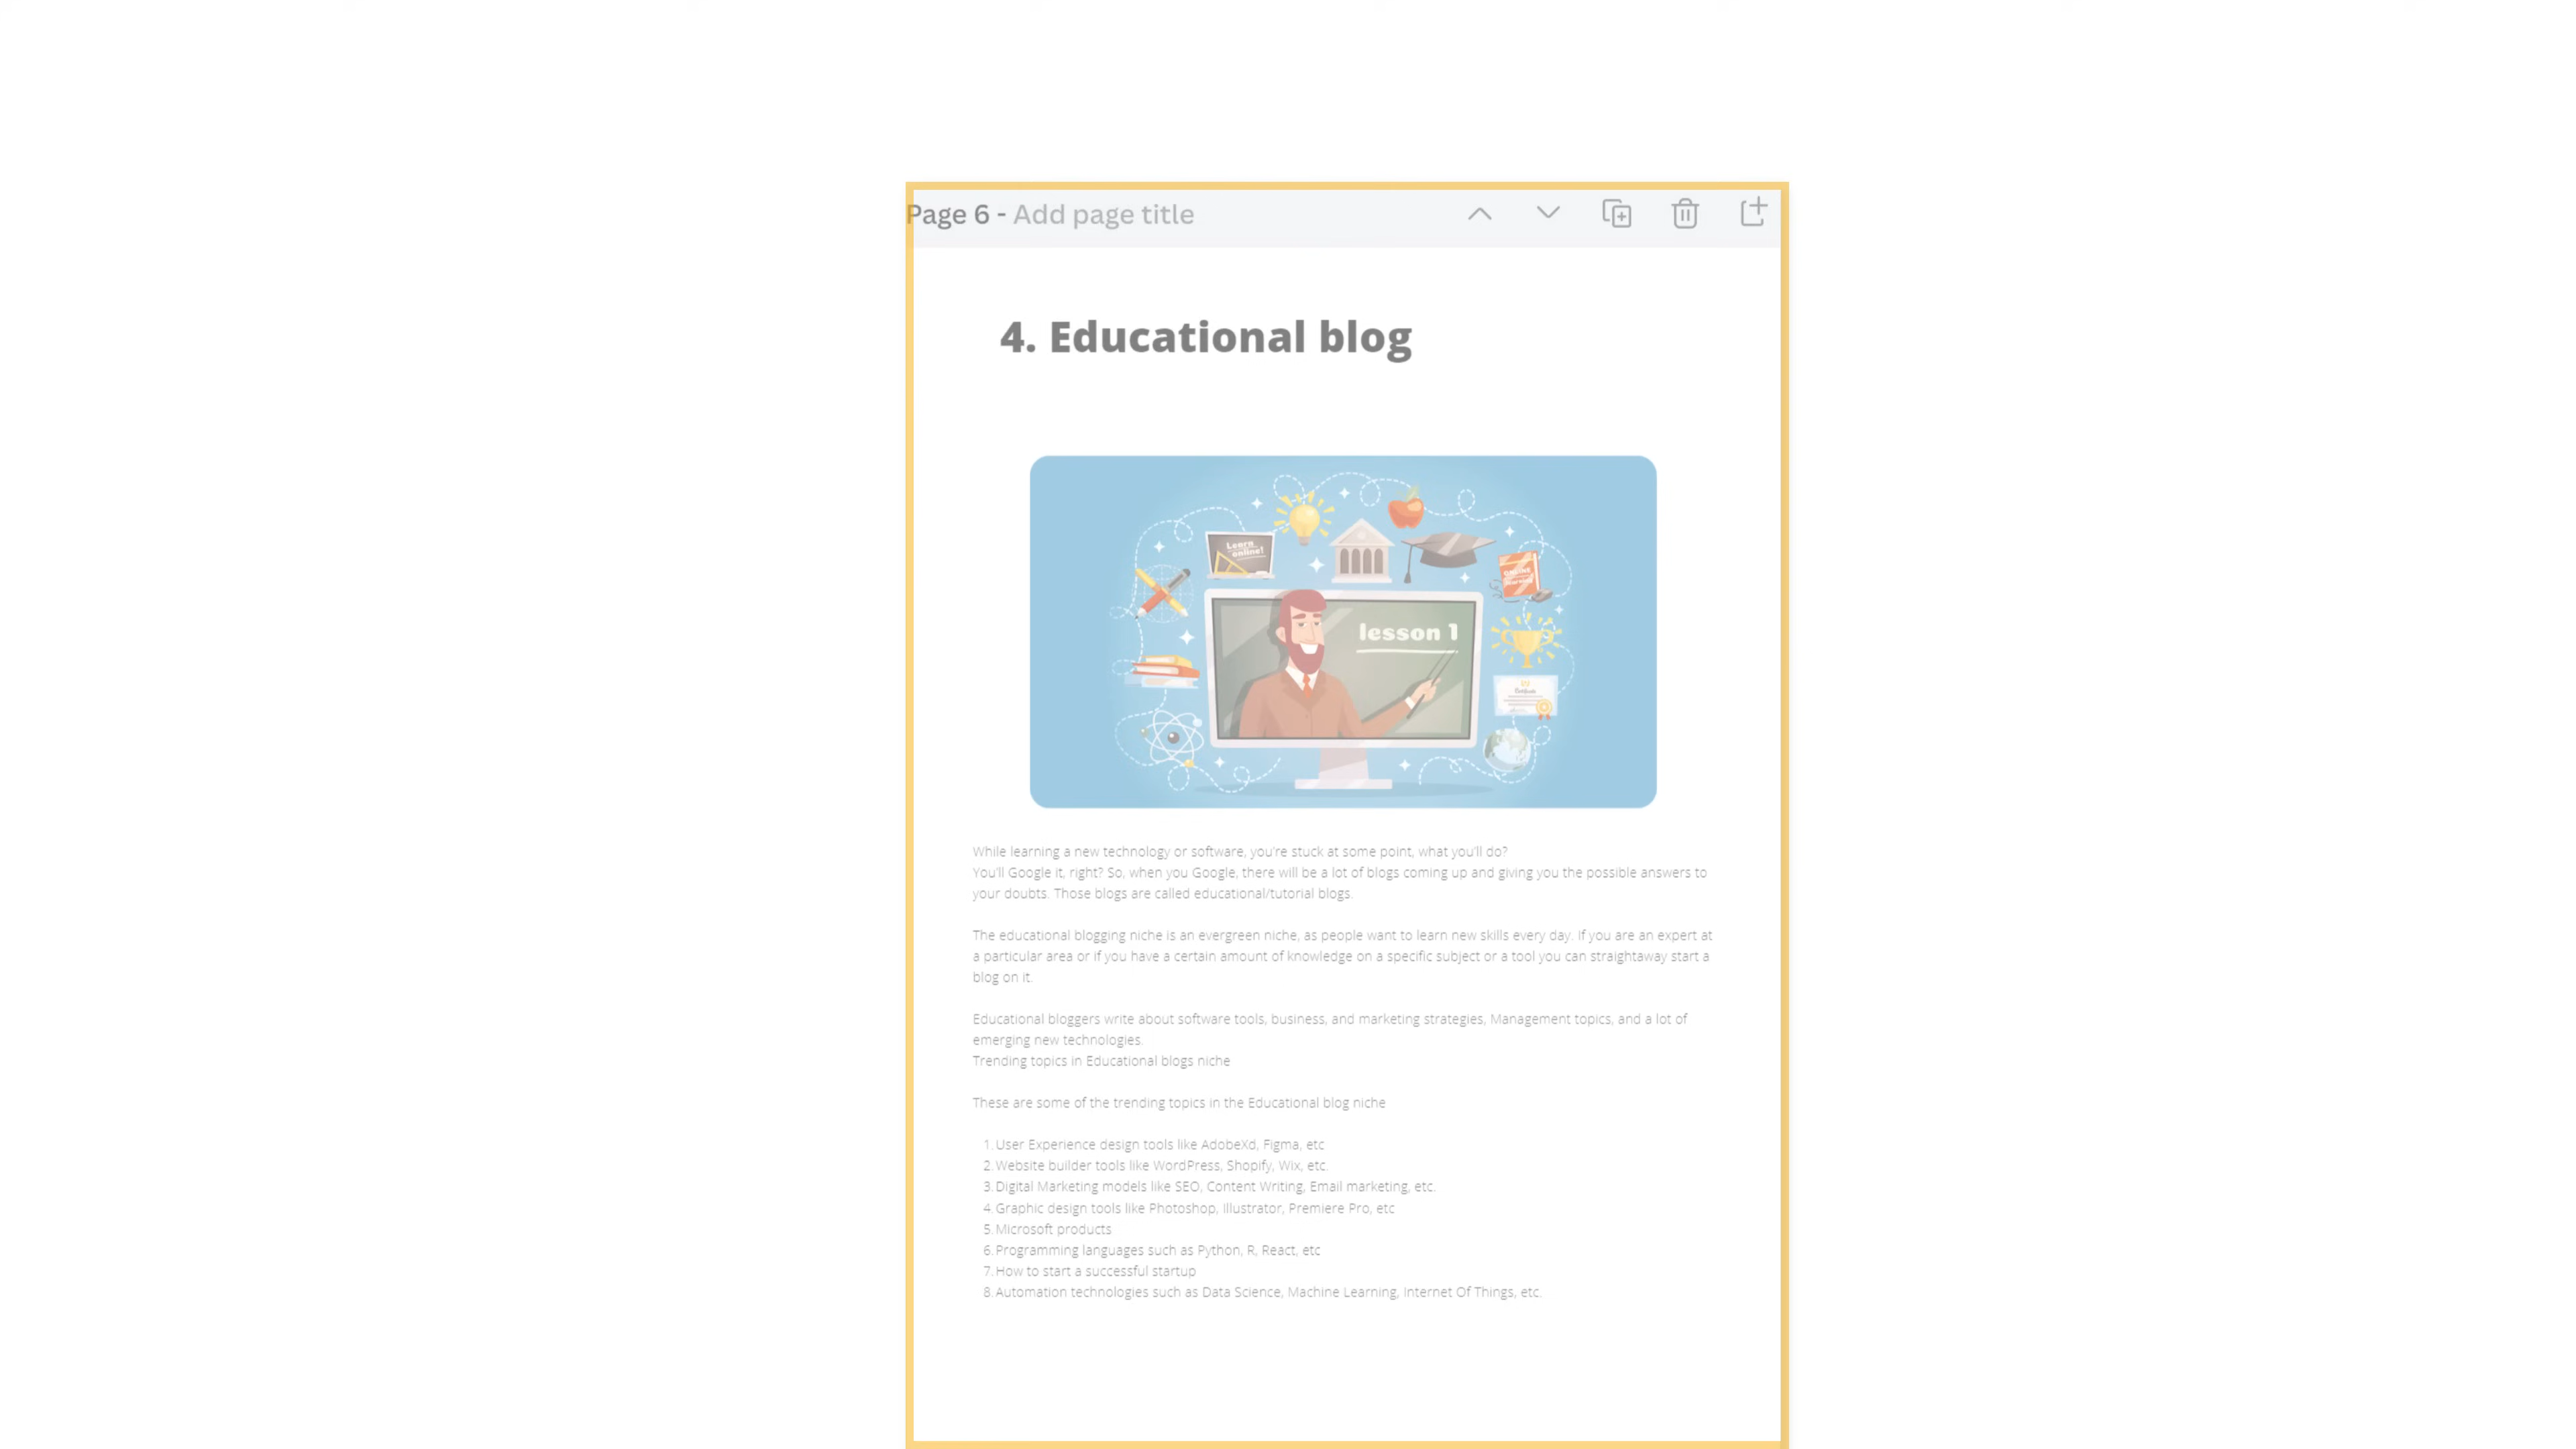 Page 6 - Add page title
4. Educational blog
Learn
online!
ONLINE
lesson 1
Certificate
While learning a new technology or software, you're stuck at some point, what you'll do?
You'll Google it, right? So, when you Google, there will be a lot of blogs coming up and giving you the possible answers to
your doubts. Those blogs are called educational/tutorial blogs.
The educational blogging niche is an evergreen niche, as people want to learn new skills every day. If you are an expert at
a particular area or if you have a certain amount of knowledge on a specific subject or a tool you can straightaway start a
blog on it.
Educational bloggers write about software tools, business, and marketing strategies, Management topics, and a lot of
emerging new technologies.
Trending topics in Educational blogs niche
These are some of the trending topics in the Educational blog niche
1. User Experience design tools like AdobeXd, Figma, etc
2. Website builder tools like WordPress, Shopify, Wix, etc.
3. Digital Marketing models like SEO, Content Writing, Email marketing, etc.
4. Graphic design tools like Photoshop, Illustrator, Premiere Pro, etc
5. Microsoft products
6. Programming languages such as Python, R, React, etc
7. How to start a successful startup
8. Automation technologies such as Data Science, Machine Learning, Internet Of Things, etc.